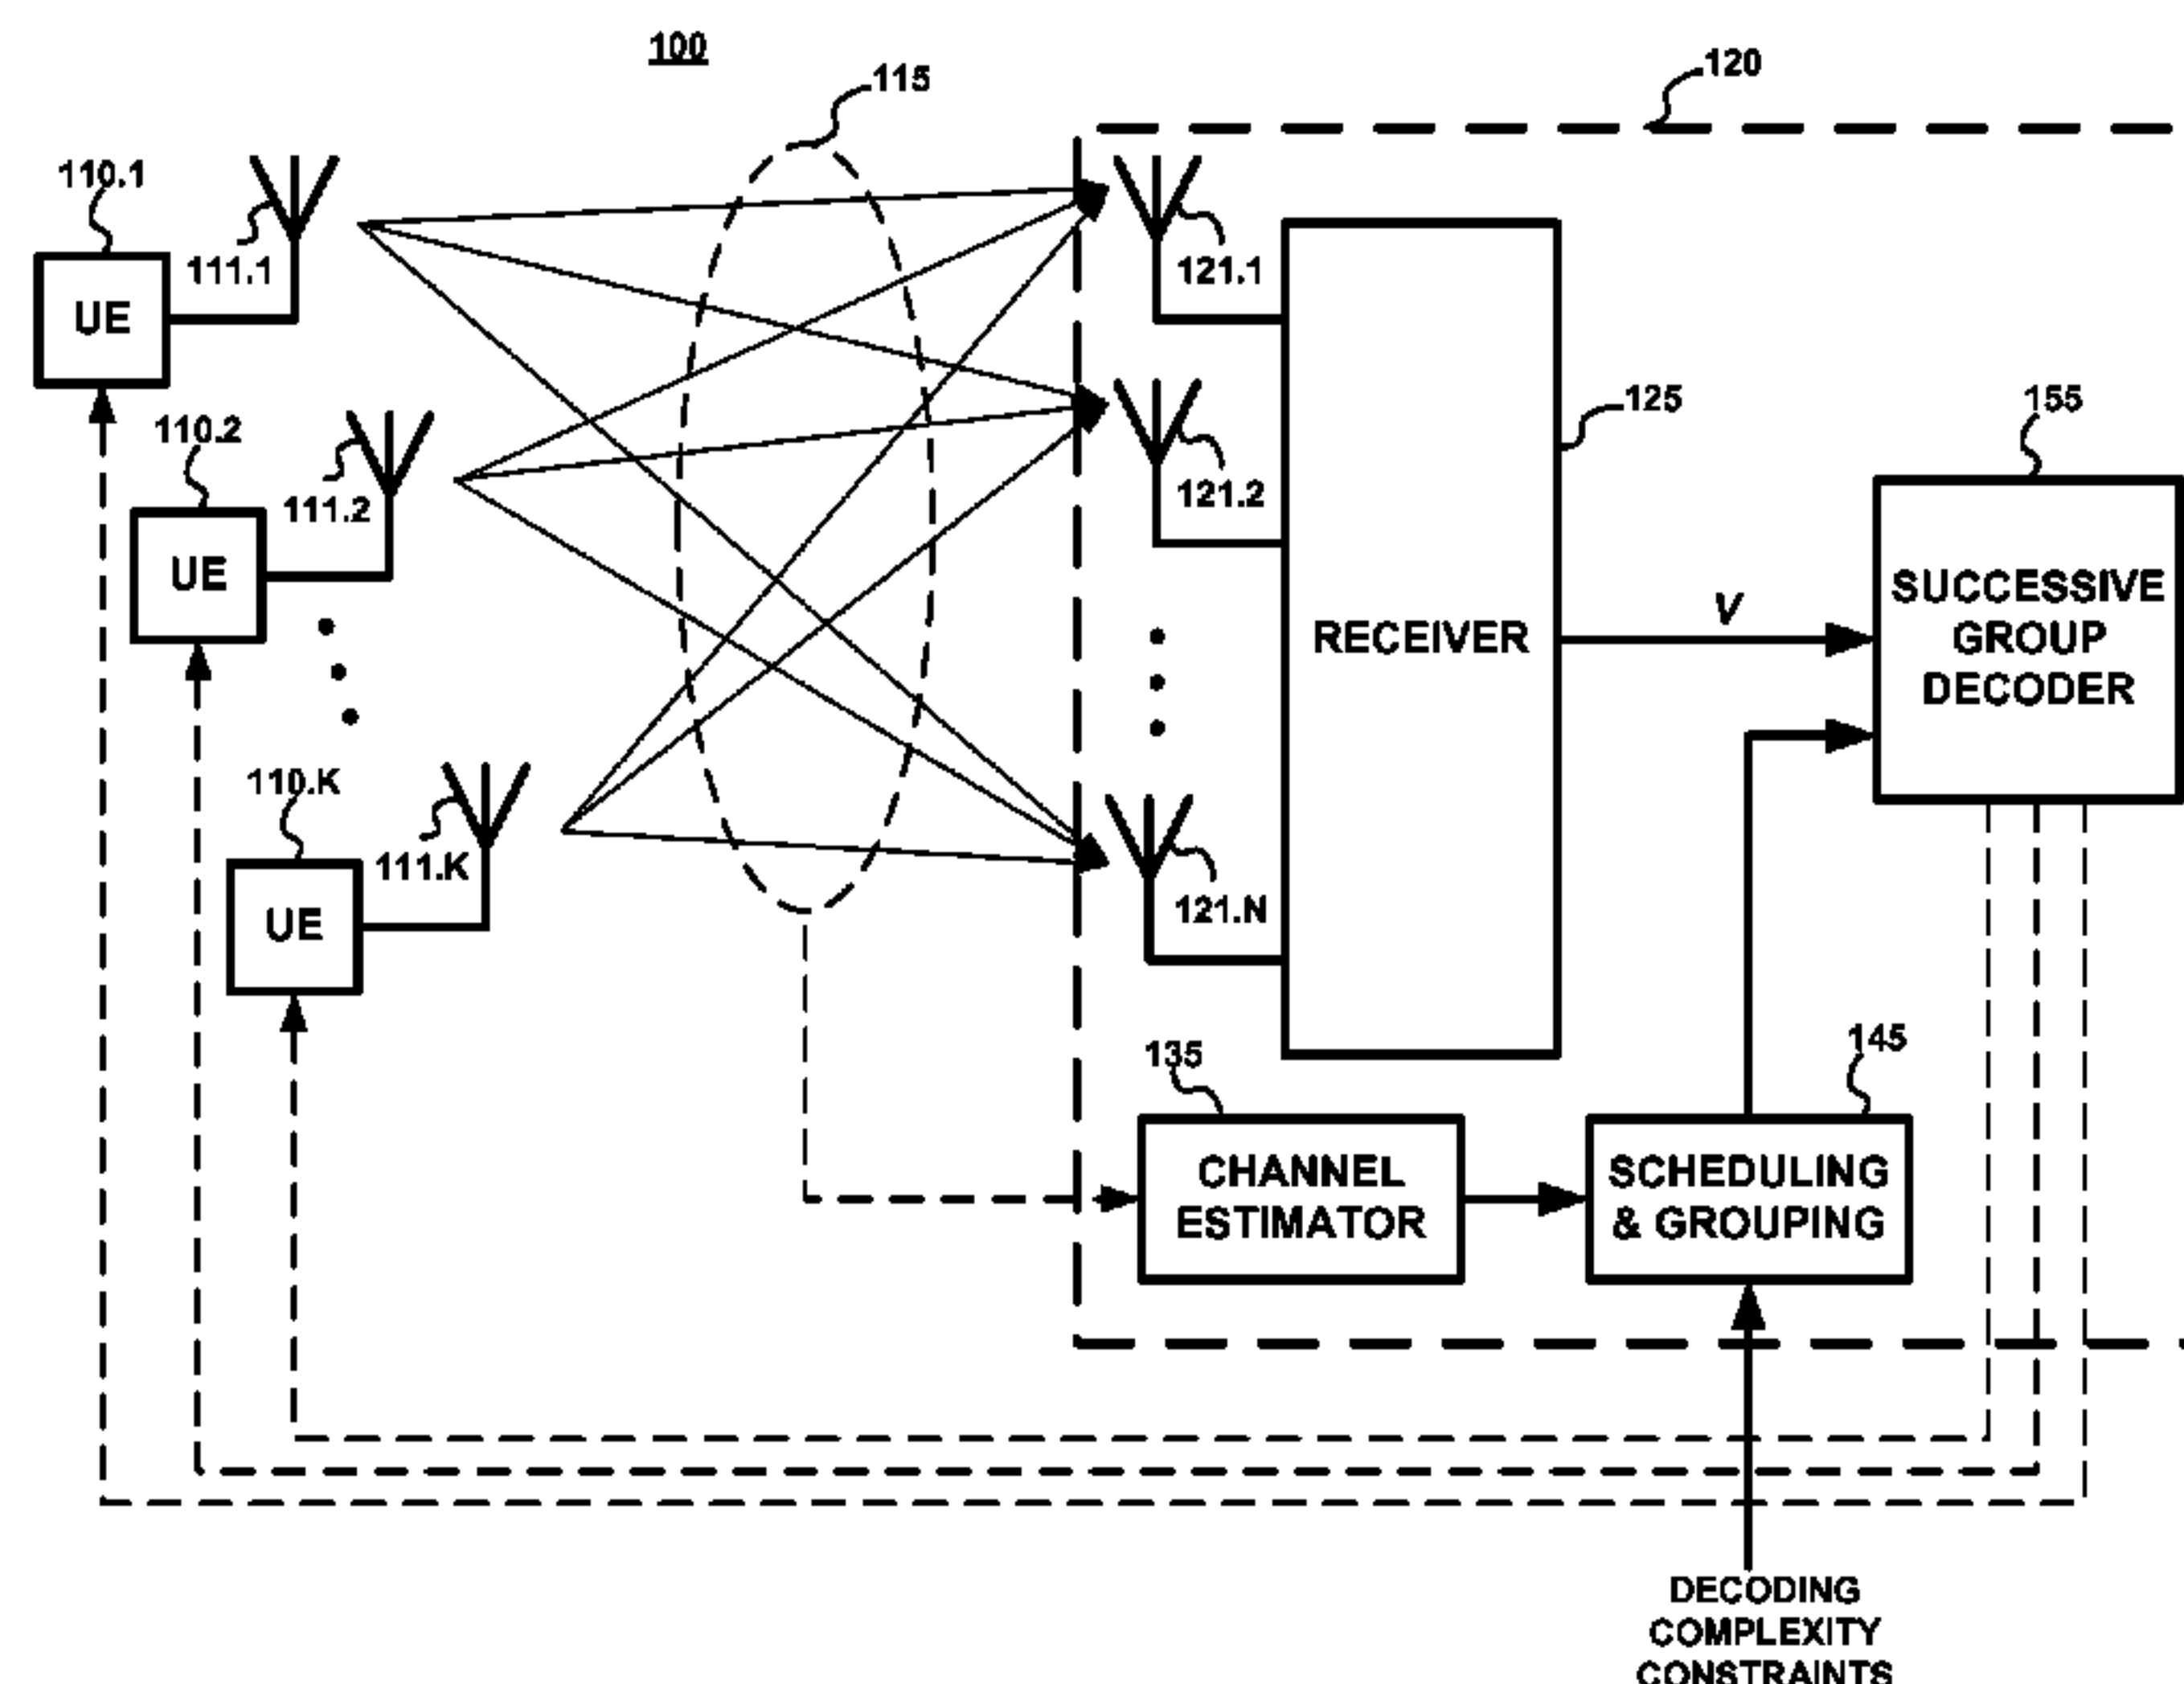 100
115
120
110.1
111.1
UE
121.1
110.2
111.2
UE
121.2
125
155
RECEIVER
V
SUCCESSIVE
GROUP
DECODER
110.K
111.K
UE
121.N
135
145
CHANNEL
ESTIMATOR
SCHEDULING
& GROUPING
DECODING
COMPLEXITY
CONSTRAINTS